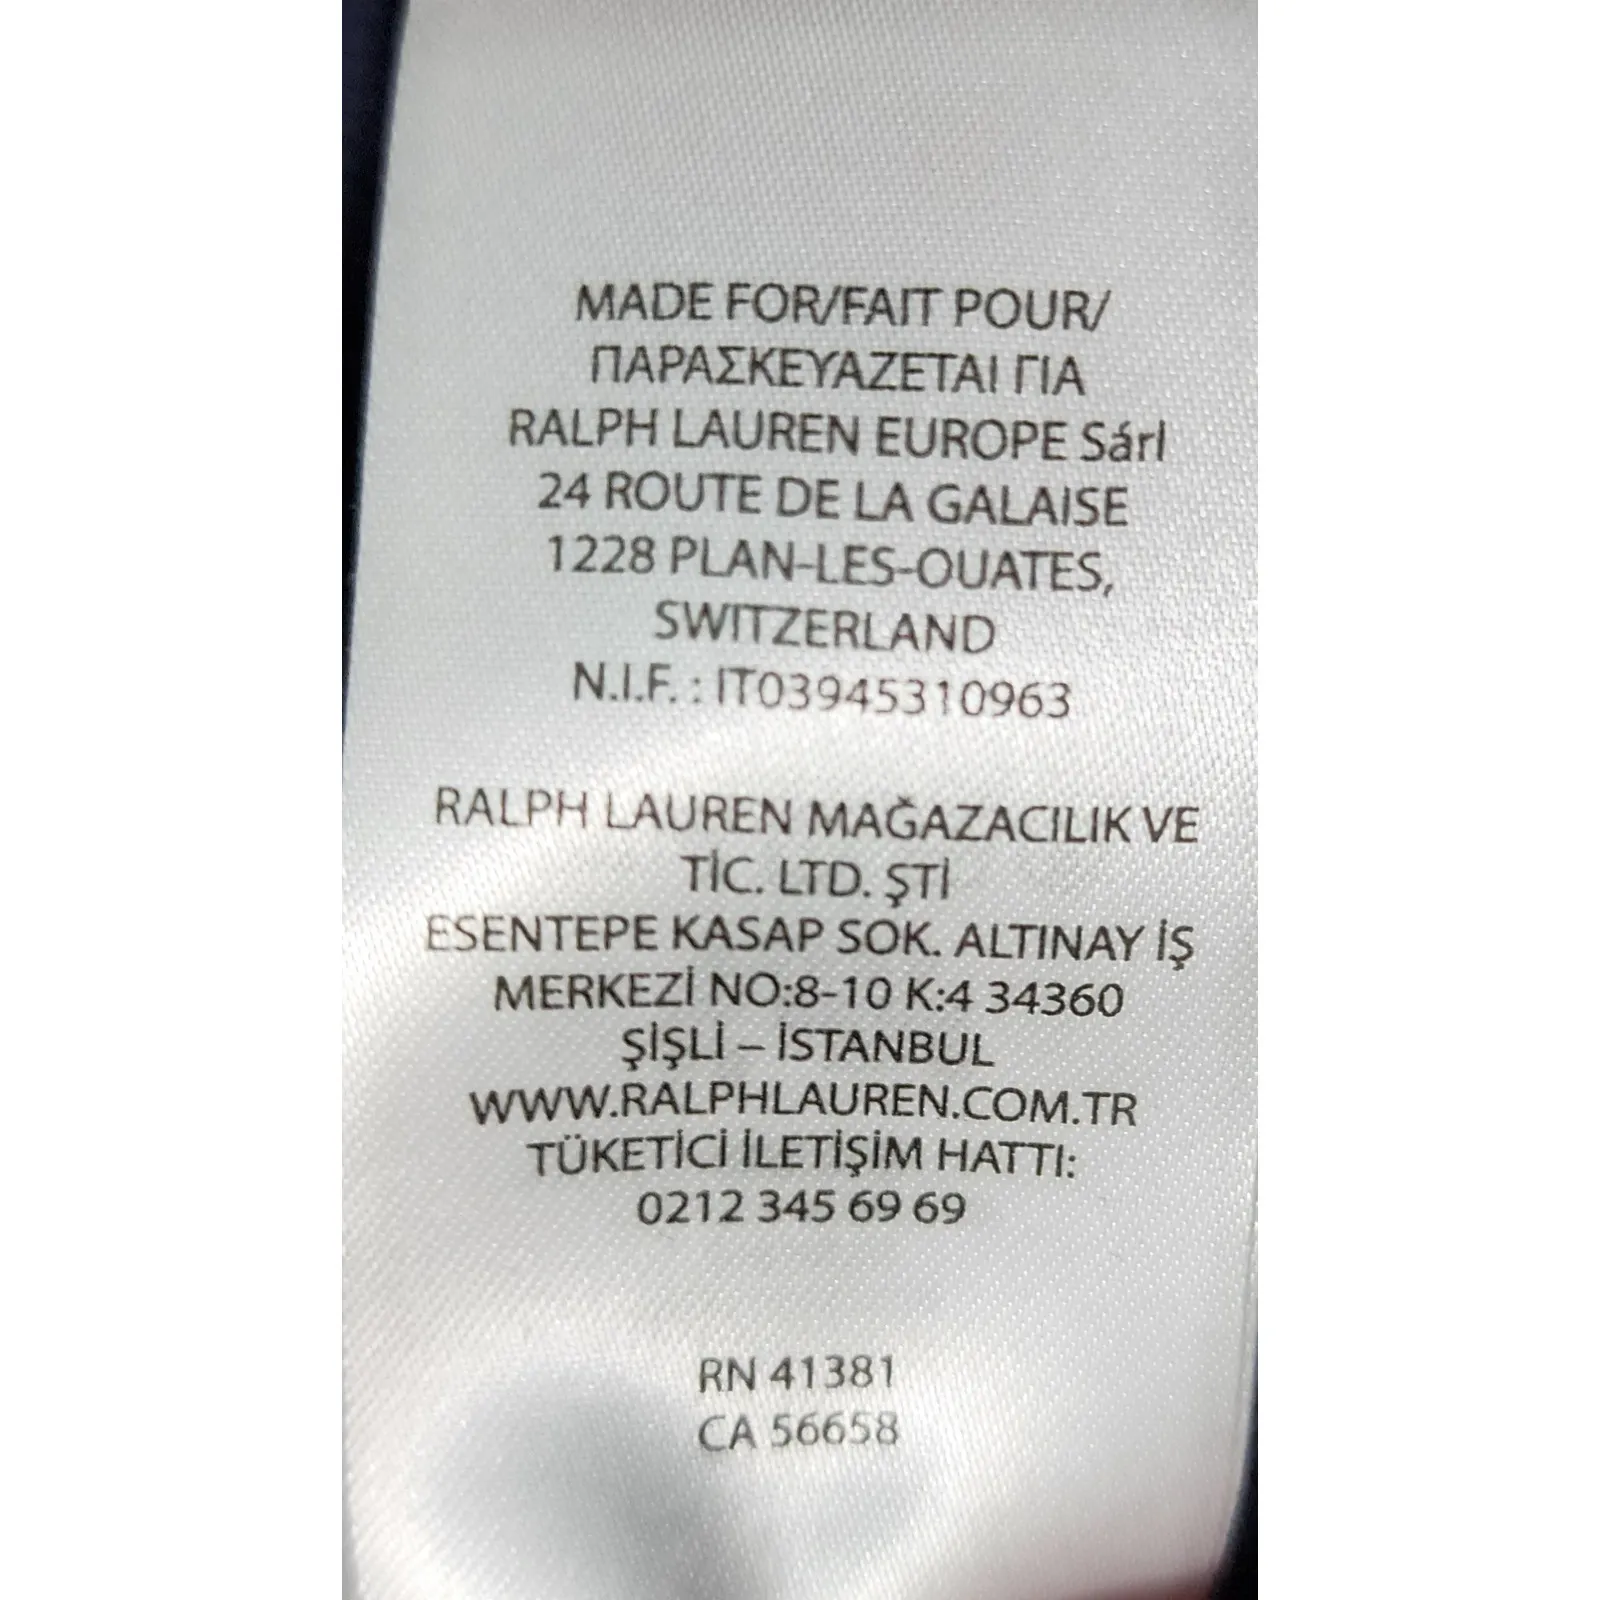 MADE FOR/FAIT POUR/
ΠΑΡΑΣΚΕΥΑΖΕΤΑΙ ΓΙΑ
RALPH LAUREN EUROPE Sárl
24 ROUTE DE LA GALAISE
1228 PLAN-LES-OUATES,
SWITZERLAND
N.I.F. : IT03945310963
RALPH LAUREN MAĞAZACILIK VE
TİC. LTD. ŞTİ
ESENTEPE KASAP SOK. ALTINAY İŞ
MERKEZİ NO:8-10 K:4 34360
ŞİŞLİ – İSTANBUL
WWW.RALPHLAUREN.COM.TR
TÜKETİCİ İLETİŞİM HATTI:
0212 345 69 69
RN 41381
CA 56658